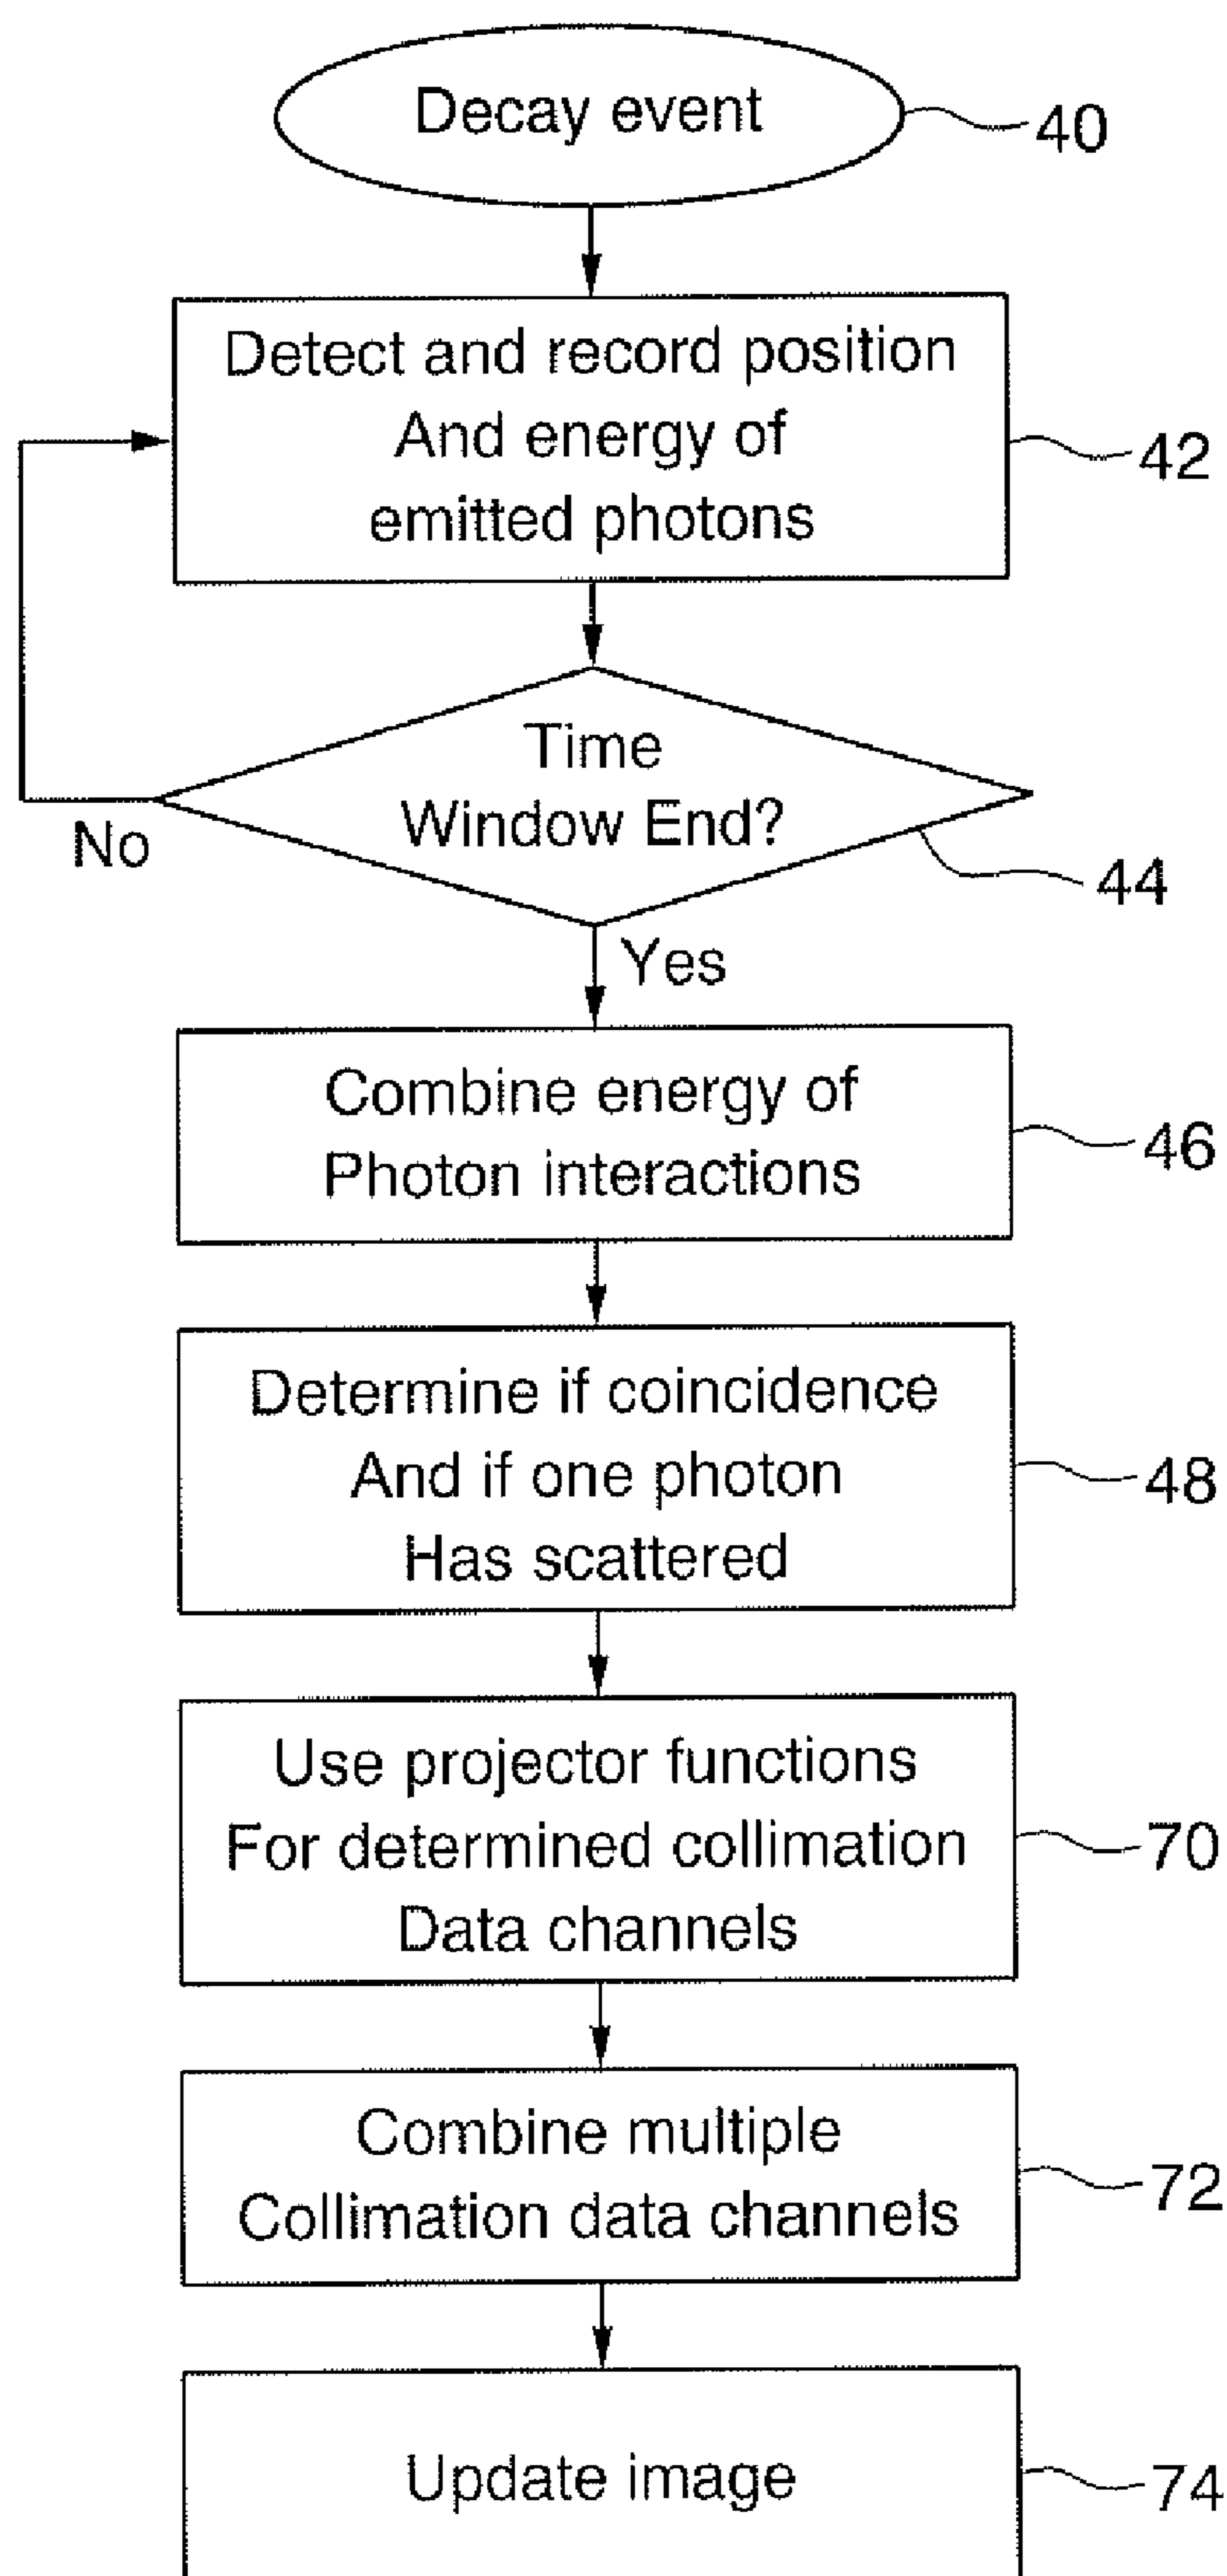 Decay event
40
Detect and record position
And energy of
emitted photons
42
Time
Window End?
No
44
Yes
Combine energy of
Photon interactions
46
Determine if coincidence
And if one photon
Has scattered
48
Use projector functions
For determined collimation
Data channels
70
Combine multiple
Collimation data channels
72
Update image
74